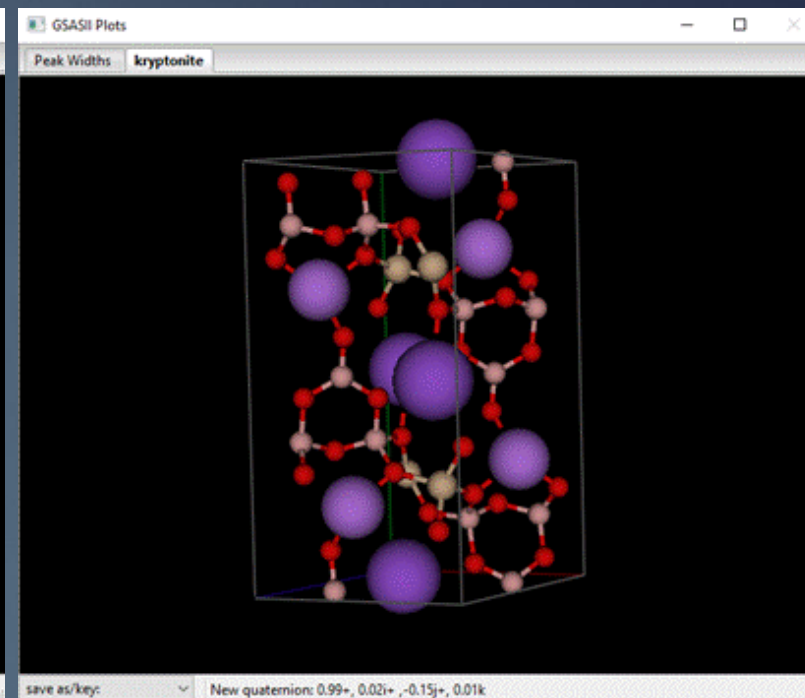 GSASII Plots
Peak Widths kryptonite
save as/key: New quaternion: 0.99+, 0.02i+ ,-0.15j+, 0.01k